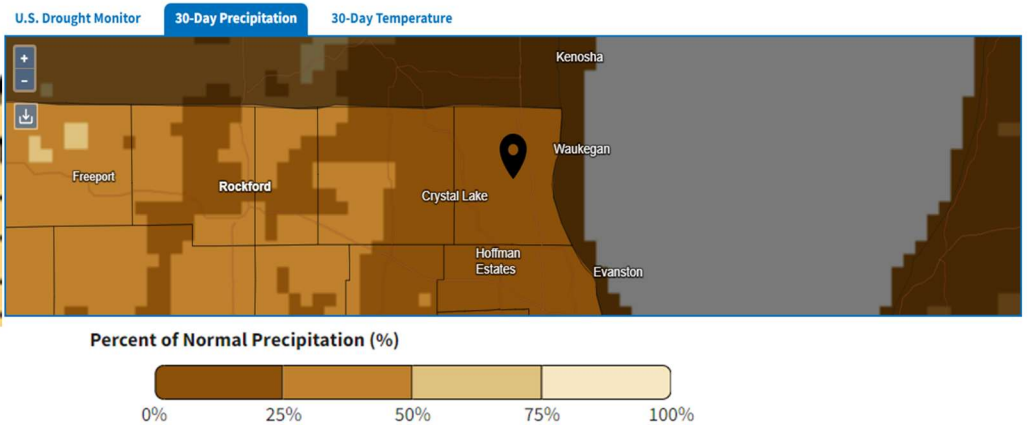 U.S. Drought Monitor 30-Day Precipitation 30-Day Temperature
+
−
Kenosha
Waukegan
Freeport
Rockford
Crystal Lake
Hoffman
Estates
Evanston
Percent of Normal Precipitation (%)
0% 25% 50% 75% 100%